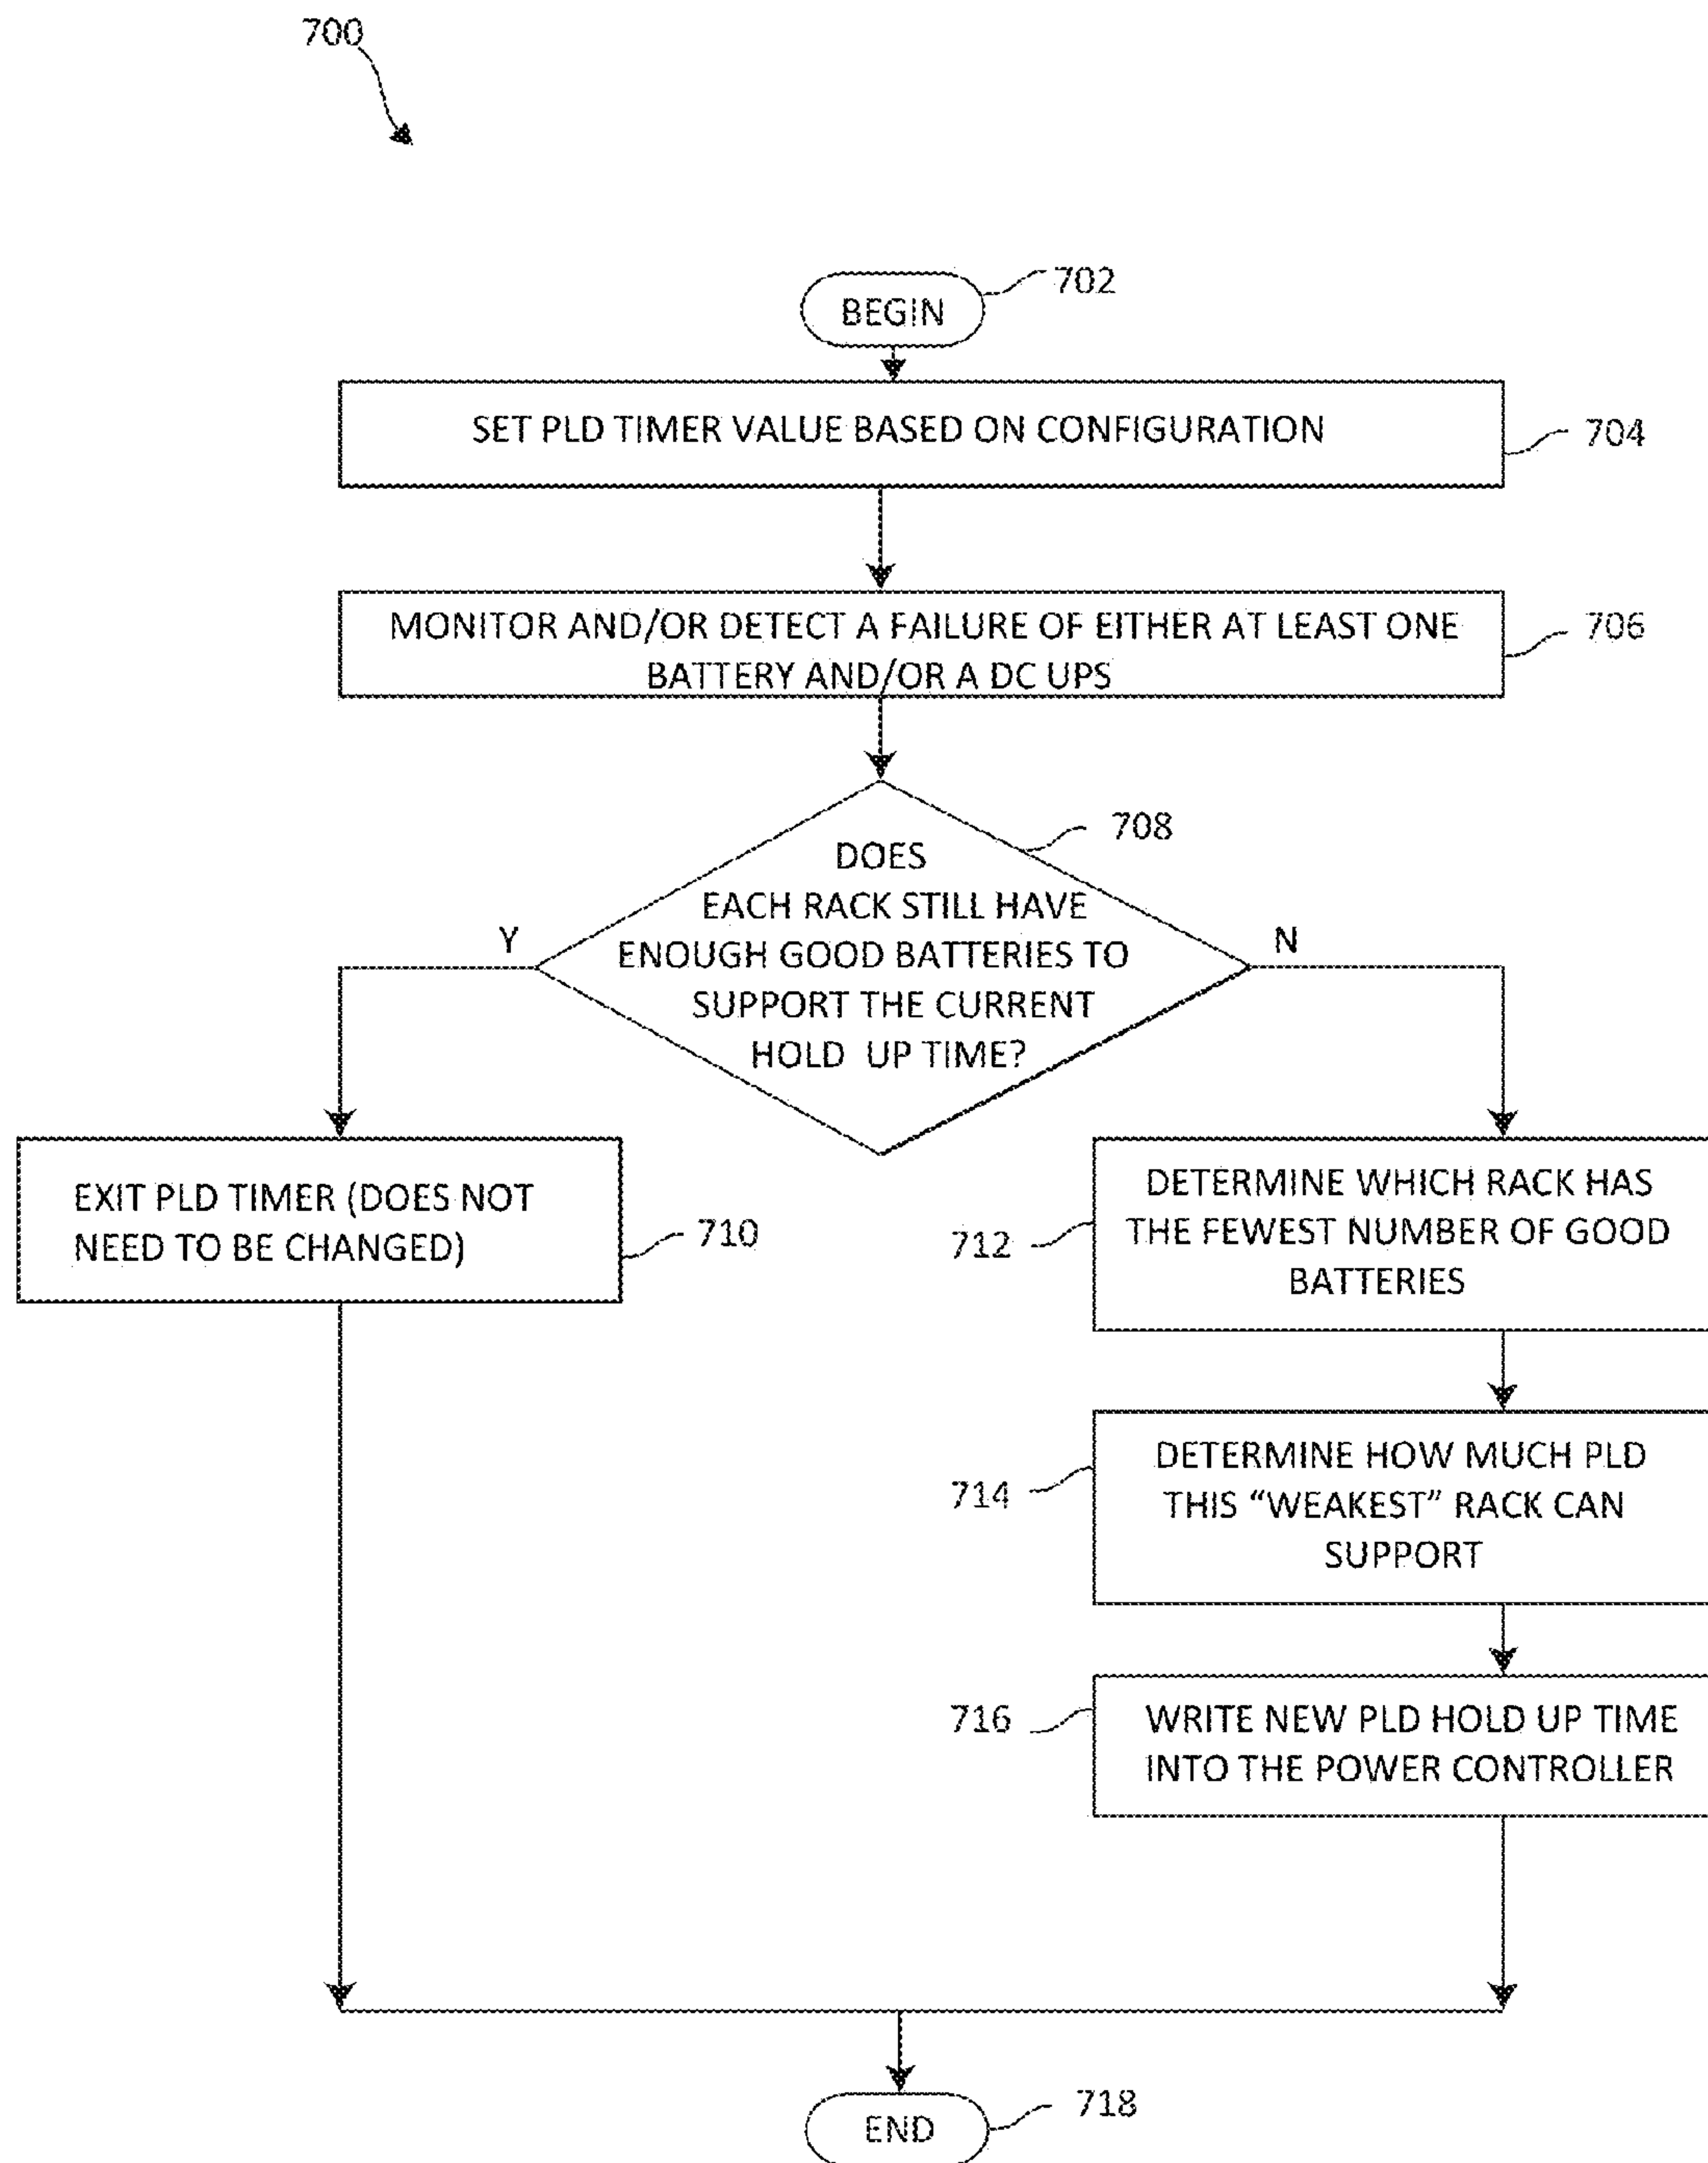 700
BEGIN
702
SET PLD TIMER VALUE BASED ON CONFIGURATION
704
MONITOR AND/OR DETECT A FAILURE OF EITHER AT LEAST ONE
BATTERY AND/OR A DC UPS
706
708
DOES
EACH RACK STILL HAVE
ENOUGH GOOD BATTERIES TO
SUPPORT THE CURRENT
HOLD UP TIME?
Y
N
EXIT PLD TIMER (DOES NOT
NEED TO BE CHANGED)
710
712
DETERMINE WHICH RACK HAS
THE FEWEST NUMBER OF GOOD
BATTERIES
714
DETERMINE HOW MUCH PLD
THIS “WEAKEST” RACK CAN
SUPPORT
716
WRITE NEW PLD HOLD UP TIME
INTO THE POWER CONTROLLER
END
718